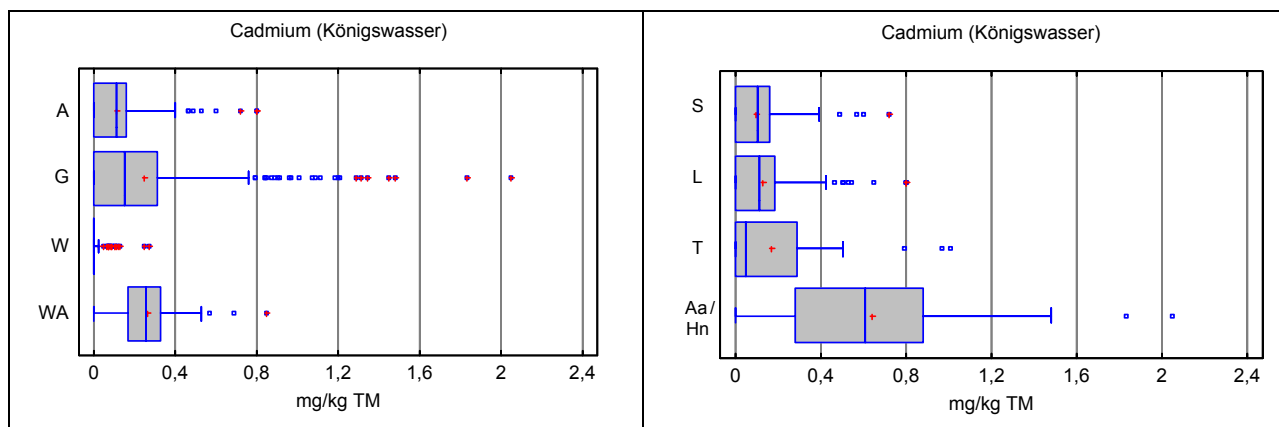 Cadmium (Königswasser)
A
G
W
WA
0 0,4 0,8 1,2 1,6 2 2,4
mg/kg TM
Cadmium (Königswasser)
S
L
T
Aa /
Hn
0 0,4 0,8 1,2 1,6 2 2,4
mg/kg TM